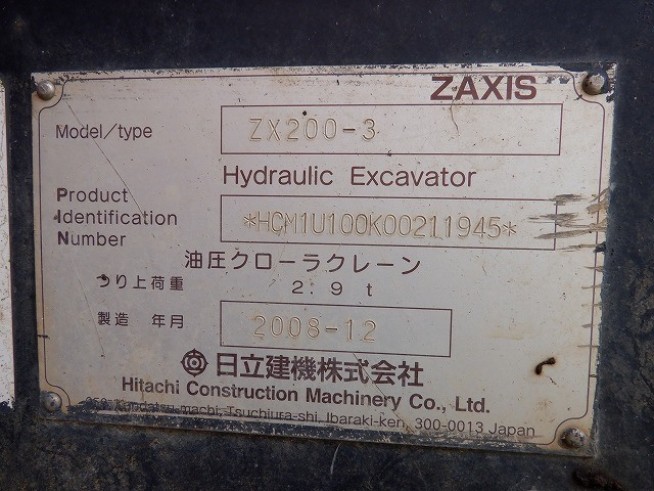 ZAXIS
Model/type ZX200-3
Hydraulic Excavator
Product
Identification
Number *HCM1U100K00211945*
油圧クローラクレーン
つり上荷重 2.9t
製造 年月 2008-12
日立建機株式会社
Hitachi Construction Machinery Co., Ltd.
-machi, Tsuchiura-shi, Ibaraki-ken, 300-0013 Japan